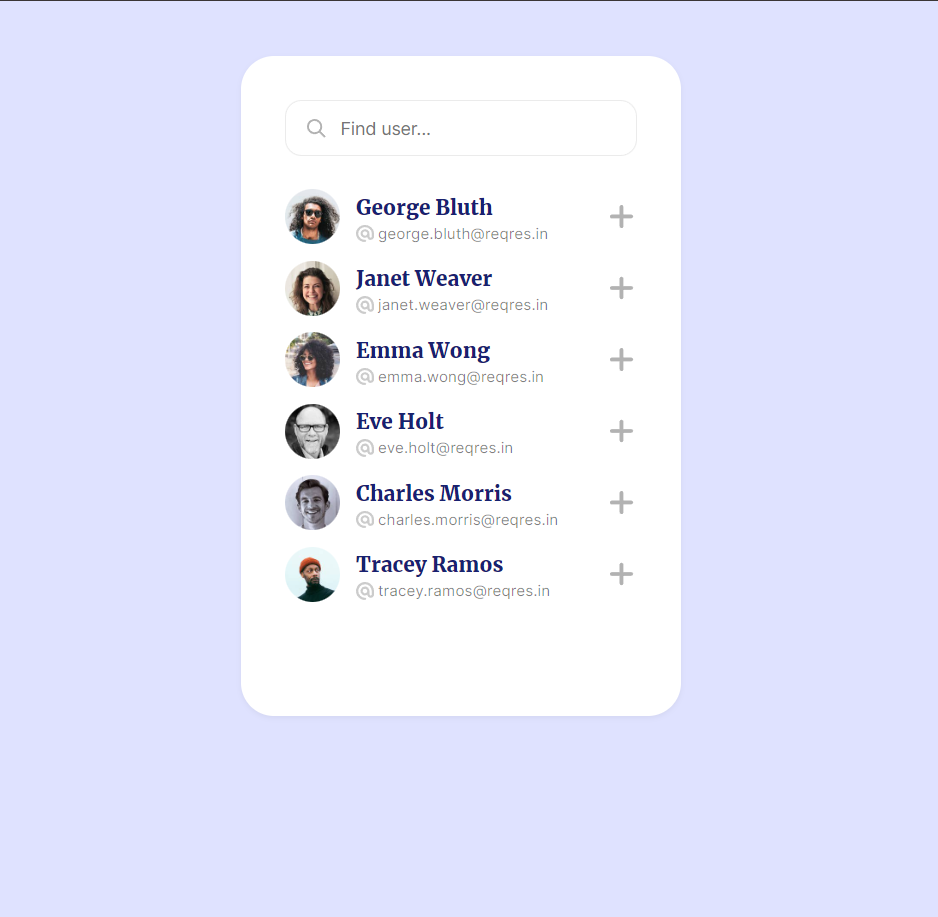 Find user...
George Bluth
george.bluth@reqres.in
Janet Weaver
janet.weaver@reqres.in
Emma Wong
emma.wong@reqres.in
Eve Holt
eve.holt@reqres.in
Charles Morris
charles.morris@reqres.in
Tracey Ramos
tracey.ramos@reqres.in